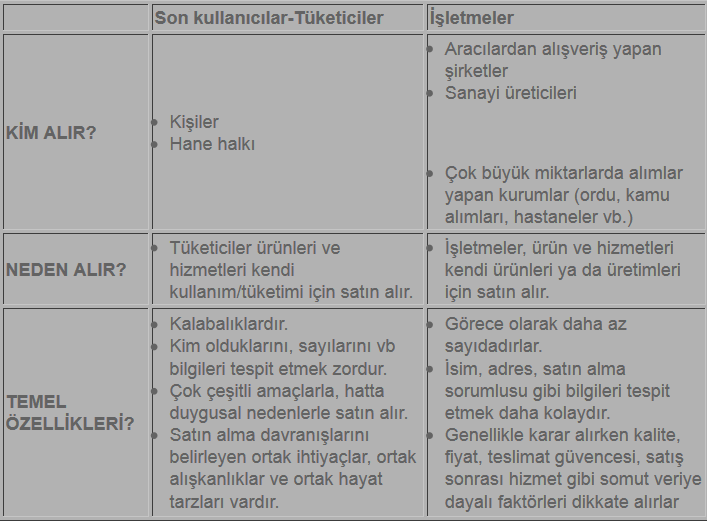 Son kullanıcılar-Tüketiciler
İşletmeler
KİM ALIR?
Kişiler
Hane halkı
Aracılardan alışveriş yapan
şirketler
Sanayi üreticileri
Çok büyük miktarlarda alımlar
yapan kurumlar (ordu, kamu
alımları, hastaneler vb.)
NEDEN ALIR?
Tüketiciler ürünleri ve
hizmetleri kendi
kullanım/tüketimi için satın alır.
İşletmeler, ürün ve hizmetleri
kendi ürünleri ya da üretimleri
için satın alır.
TEMEL
ÖZELLİKLERİ?
Kalabalıklardır.
Kim olduklarını, sayılarını vb
bilgileri tespit etmek zordur.
Çok çeşitli amaçlarla, hatta
duygusal nedenlerle satın alır.
Satın alma davranışlarını
belirleyen ortak ihtiyaçlar, ortak
alışkanlıklar ve ortak hayat
tarzları vardır.
Görece olarak daha az
sayıdadırlar.
İsim, adres, satın alma
sorumlusu gibi bilgileri tespit
etmek daha kolaydır.
Genellikle karar alırken kalite,
fiyat, teslimat güvencesi, satış
sonrası hizmet gibi somut veriye
dayalı faktörleri dikkate alırlar